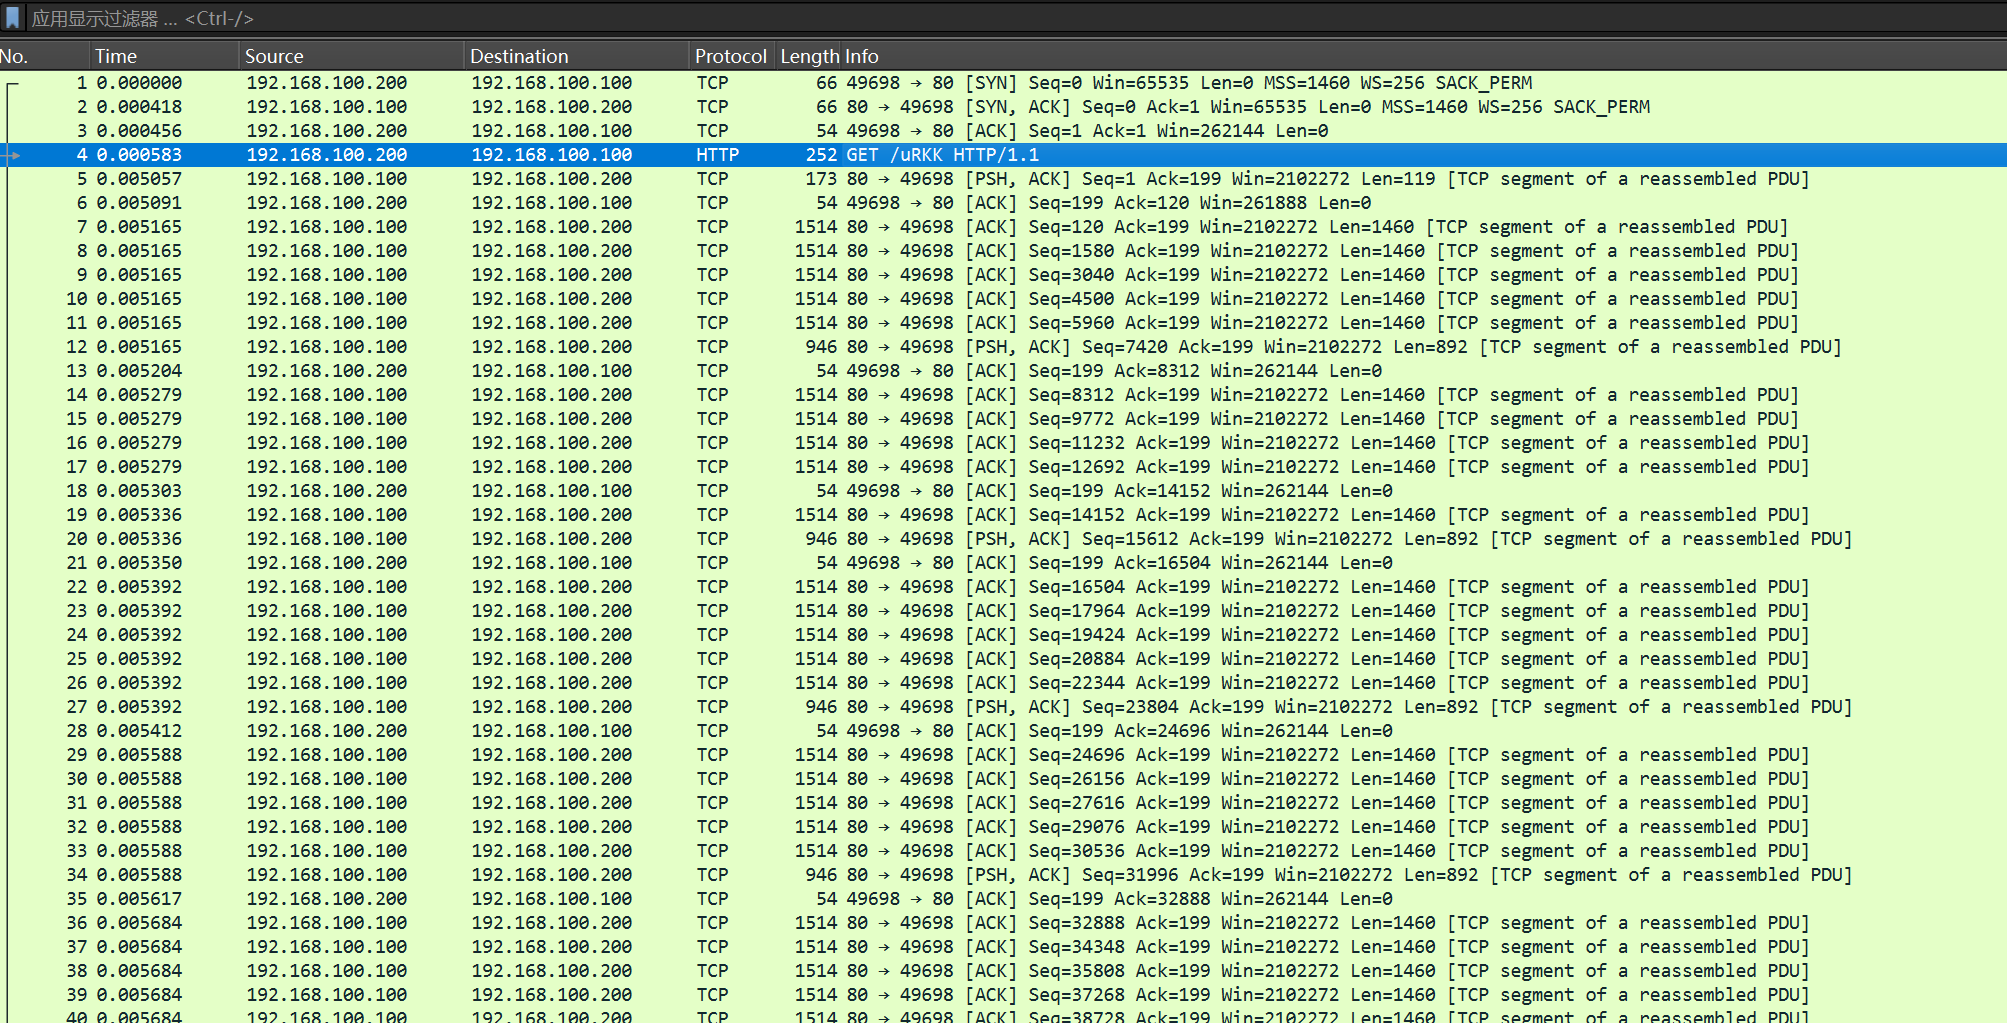 应用显示过滤器 … <Ctrl-/>
No. Time Source Destination Protocol Length Info
1 0.000000 192.168.100.200 192.168.100.100 TCP 66 49698 → 80 [SYN] Seq=0 Win=65535 Len=0 MSS=1460 WS=256 SACK_PERM
2 0.000418 192.168.100.100 192.168.100.200 TCP 66 80 → 49698 [SYN, ACK] Seq=0 Ack=1 Win=65535 Len=0 MSS=1460 WS=256 SACK_PERM
3 0.000456 192.168.100.200 192.168.100.100 TCP 54 49698 → 80 [ACK] Seq=1 Ack=1 Win=262144 Len=0
4 0.000583 192.168.100.200 192.168.100.100 HTTP 252 GET /uRKK HTTP/1.1
5 0.005057 192.168.100.100 192.168.100.200 TCP 173 80 → 49698 [PSH, ACK] Seq=1 Ack=199 Win=2102272 Len=119 [TCP segment of a reassembled PDU]
6 0.005091 192.168.100.200 192.168.100.100 TCP 54 49698 → 80 [ACK] Seq=199 Ack=120 Win=261888 Len=0
7 0.005165 192.168.100.100 192.168.100.200 TCP 1514 80 → 49698 [ACK] Seq=120 Ack=199 Win=2102272 Len=1460 [TCP segment of a reassembled PDU]
8 0.005165 192.168.100.100 192.168.100.200 TCP 1514 80 → 49698 [ACK] Seq=1580 Ack=199 Win=2102272 Len=1460 [TCP segment of a reassembled PDU]
9 0.005165 192.168.100.100 192.168.100.200 TCP 1514 80 → 49698 [ACK] Seq=3040 Ack=199 Win=2102272 Len=1460 [TCP segment of a reassembled PDU]
10 0.005165 192.168.100.100 192.168.100.200 TCP 1514 80 → 49698 [ACK] Seq=4500 Ack=199 Win=2102272 Len=1460 [TCP segment of a reassembled PDU]
11 0.005165 192.168.100.100 192.168.100.200 TCP 1514 80 → 49698 [ACK] Seq=5960 Ack=199 Win=2102272 Len=1460 [TCP segment of a reassembled PDU]
12 0.005165 192.168.100.100 192.168.100.200 TCP 946 80 → 49698 [PSH, ACK] Seq=7420 Ack=199 Win=2102272 Len=892 [TCP segment of a reassembled PDU]
13 0.005204 192.168.100.200 192.168.100.100 TCP 54 49698 → 80 [ACK] Seq=199 Ack=8312 Win=262144 Len=0
14 0.005279 192.168.100.100 192.168.100.200 TCP 1514 80 → 49698 [ACK] Seq=8312 Ack=199 Win=2102272 Len=1460 [TCP segment of a reassembled PDU]
15 0.005279 192.168.100.100 192.168.100.200 TCP 1514 80 → 49698 [ACK] Seq=9772 Ack=199 Win=2102272 Len=1460 [TCP segment of a reassembled PDU]
16 0.005279 192.168.100.100 192.168.100.200 TCP 1514 80 → 49698 [ACK] Seq=11232 Ack=199 Win=2102272 Len=1460 [TCP segment of a reassembled PDU]
17 0.005279 192.168.100.100 192.168.100.200 TCP 1514 80 → 49698 [ACK] Seq=12692 Ack=199 Win=2102272 Len=1460 [TCP segment of a reassembled PDU]
18 0.005303 192.168.100.200 192.168.100.100 TCP 54 49698 → 80 [ACK] Seq=199 Ack=14152 Win=262144 Len=0
19 0.005336 192.168.100.100 192.168.100.200 TCP 1514 80 → 49698 [ACK] Seq=14152 Ack=199 Win=2102272 Len=1460 [TCP segment of a reassembled PDU]
20 0.005336 192.168.100.100 192.168.100.200 TCP 946 80 → 49698 [PSH, ACK] Seq=15612 Ack=199 Win=2102272 Len=892 [TCP segment of a reassembled PDU]
21 0.005350 192.168.100.200 192.168.100.100 TCP 54 49698 → 80 [ACK] Seq=199 Ack=16504 Win=262144 Len=0
22 0.005392 192.168.100.100 192.168.100.200 TCP 1514 80 → 49698 [ACK] Seq=16504 Ack=199 Win=2102272 Len=1460 [TCP segment of a reassembled PDU]
23 0.005392 192.168.100.100 192.168.100.200 TCP 1514 80 → 49698 [ACK] Seq=17964 Ack=199 Win=2102272 Len=1460 [TCP segment of a reassembled PDU]
24 0.005392 192.168.100.100 192.168.100.200 TCP 1514 80 → 49698 [ACK] Seq=19424 Ack=199 Win=2102272 Len=1460 [TCP segment of a reassembled PDU]
25 0.005392 192.168.100.100 192.168.100.200 TCP 1514 80 → 49698 [ACK] Seq=20884 Ack=199 Win=2102272 Len=1460 [TCP segment of a reassembled PDU]
26 0.005392 192.168.100.100 192.168.100.200 TCP 1514 80 → 49698 [ACK] Seq=22344 Ack=199 Win=2102272 Len=1460 [TCP segment of a reassembled PDU]
27 0.005392 192.168.100.100 192.168.100.200 TCP 946 80 → 49698 [PSH, ACK] Seq=23804 Ack=199 Win=2102272 Len=892 [TCP segment of a reassembled PDU]
28 0.005412 192.168.100.200 192.168.100.100 TCP 54 49698 → 80 [ACK] Seq=199 Ack=24696 Win=262144 Len=0
29 0.005588 192.168.100.100 192.168.100.200 TCP 1514 80 → 49698 [ACK] Seq=24696 Ack=199 Win=2102272 Len=1460 [TCP segment of a reassembled PDU]
30 0.005588 192.168.100.100 192.168.100.200 TCP 1514 80 → 49698 [ACK] Seq=26156 Ack=199 Win=2102272 Len=1460 [TCP segment of a reassembled PDU]
31 0.005588 192.168.100.100 192.168.100.200 TCP 1514 80 → 49698 [ACK] Seq=27616 Ack=199 Win=2102272 Len=1460 [TCP segment of a reassembled PDU]
32 0.005588 192.168.100.100 192.168.100.200 TCP 1514 80 → 49698 [ACK] Seq=29076 Ack=199 Win=2102272 Len=1460 [TCP segment of a reassembled PDU]
33 0.005588 192.168.100.100 192.168.100.200 TCP 1514 80 → 49698 [ACK] Seq=30536 Ack=199 Win=2102272 Len=1460 [TCP segment of a reassembled PDU]
34 0.005588 192.168.100.100 192.168.100.200 TCP 946 80 → 49698 [PSH, ACK] Seq=31996 Ack=199 Win=2102272 Len=892 [TCP segment of a reassembled PDU]
35 0.005617 192.168.100.200 192.168.100.100 TCP 54 49698 → 80 [ACK] Seq=199 Ack=32888 Win=262144 Len=0
36 0.005684 192.168.100.100 192.168.100.200 TCP 1514 80 → 49698 [ACK] Seq=32888 Ack=199 Win=2102272 Len=1460 [TCP segment of a reassembled PDU]
37 0.005684 192.168.100.100 192.168.100.200 TCP 1514 80 → 49698 [ACK] Seq=34348 Ack=199 Win=2102272 Len=1460 [TCP segment of a reassembled PDU]
38 0.005684 192.168.100.100 192.168.100.200 TCP 1514 80 → 49698 [ACK] Seq=35808 Ack=199 Win=2102272 Len=1460 [TCP segment of a reassembled PDU]
39 0.005684 192.168.100.100 192.168.100.200 TCP 1514 80 → 49698 [ACK] Seq=37268 Ack=199 Win=2102272 Len=1460 [TCP segment of a reassembled PDU]
40 0.005684 192.168.100.100 192.168.100.200 TCP 1514 80 → 49698 [ACK] Seq=38728 Ack=199 Win=2102272 Len=1460 [TCP segment of a reassembled PDU]